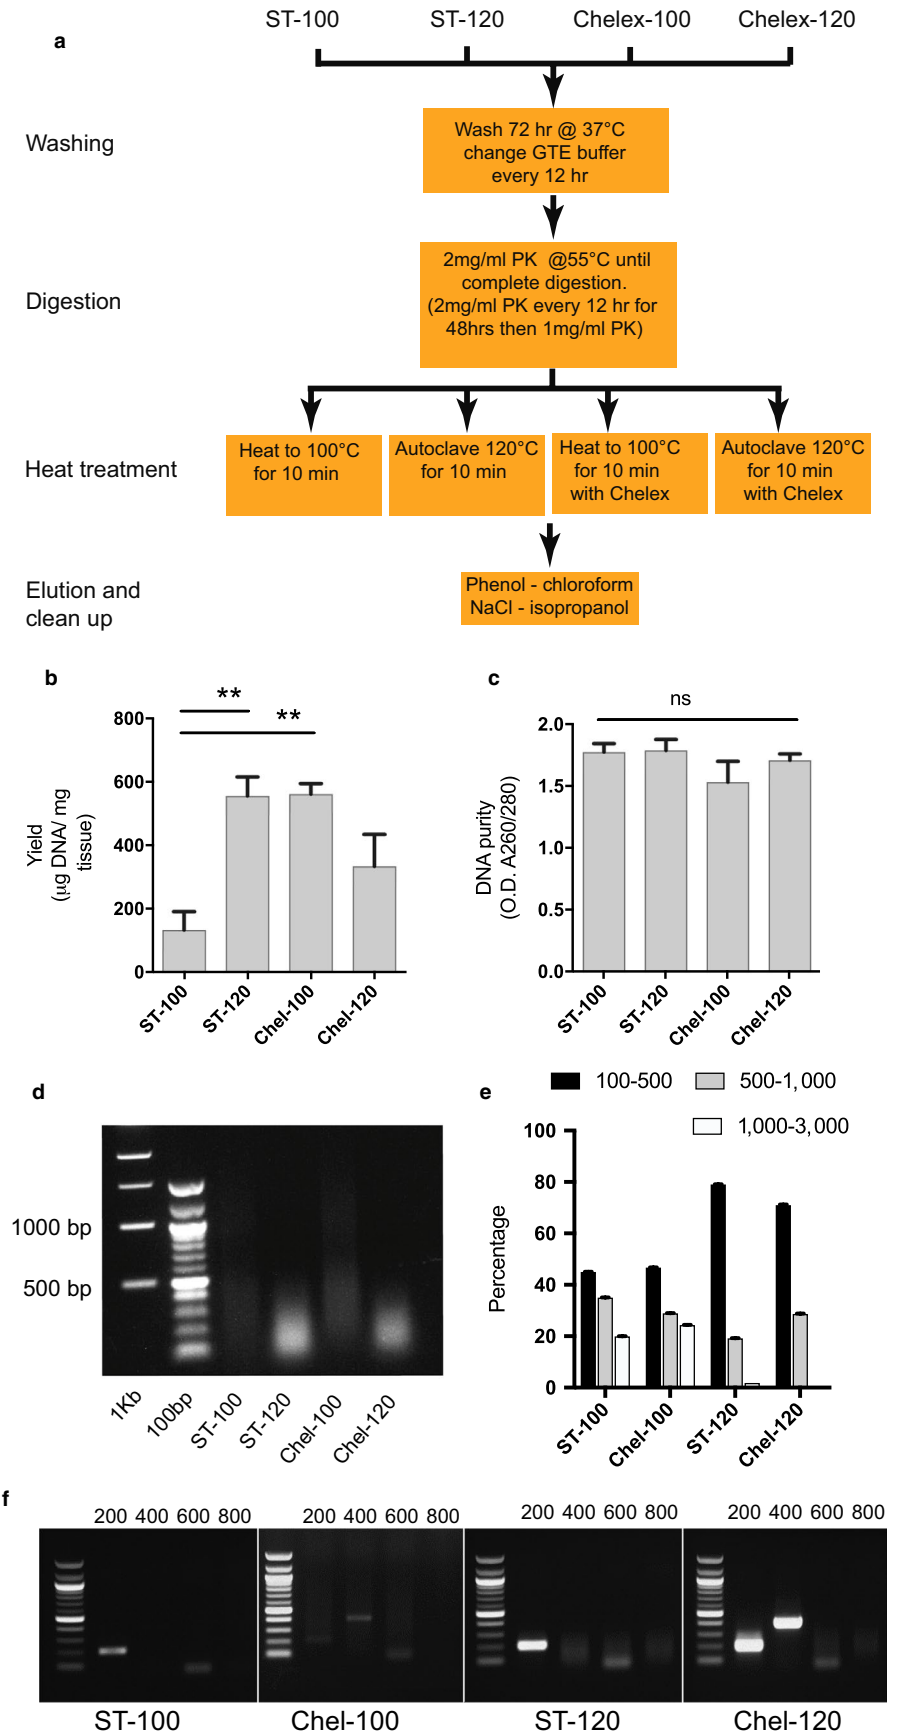 ST-100 ST-120 Chelex-100 Chelex-120
a
Washing
Wash 72 hr @ 37°C
change GTE buffer
every 12 hr
Digestion
2mg/ml PK @55°C until
complete digestion.
(2mg/ml PK every 12 hr for
48hrs then 1mg/ml PK)
Heat treatment
Heat to 100°C
for 10 min
Autoclave 120°C
for 10 min
Heat to 100°C
for 10 min
with Chelex
Autoclave 120°C
for 10 min
with Chelex
Elution and
clean up
Phenol - chloroform
NaCl - isopropanol
b
**
**
800
600
400
200
0
Yield
(µg DNA/ mg
tissue)
ST-100 ST-120 Chel-100 Chel-120
c
ns
2.0
1.5
1.0
0.5
0.0
DNA purity
(O.D. A260/280)
ST-100 ST-120 Chel-100 Chel-120
d
1000 bp
500 bp
1Kb 100bp ST-100 ST-120 Chel-100 Chel-120
e
100-500 500-1,000
1,000-3,000
100
80
60
40
20
0
Percentage
ST-100 Chel-100 ST-120 Chel-120
f
200 400 600 800 200 400 600 800 200 400 600 800 200 400 600 800
ST-100 Chel-100 ST-120 Chel-120